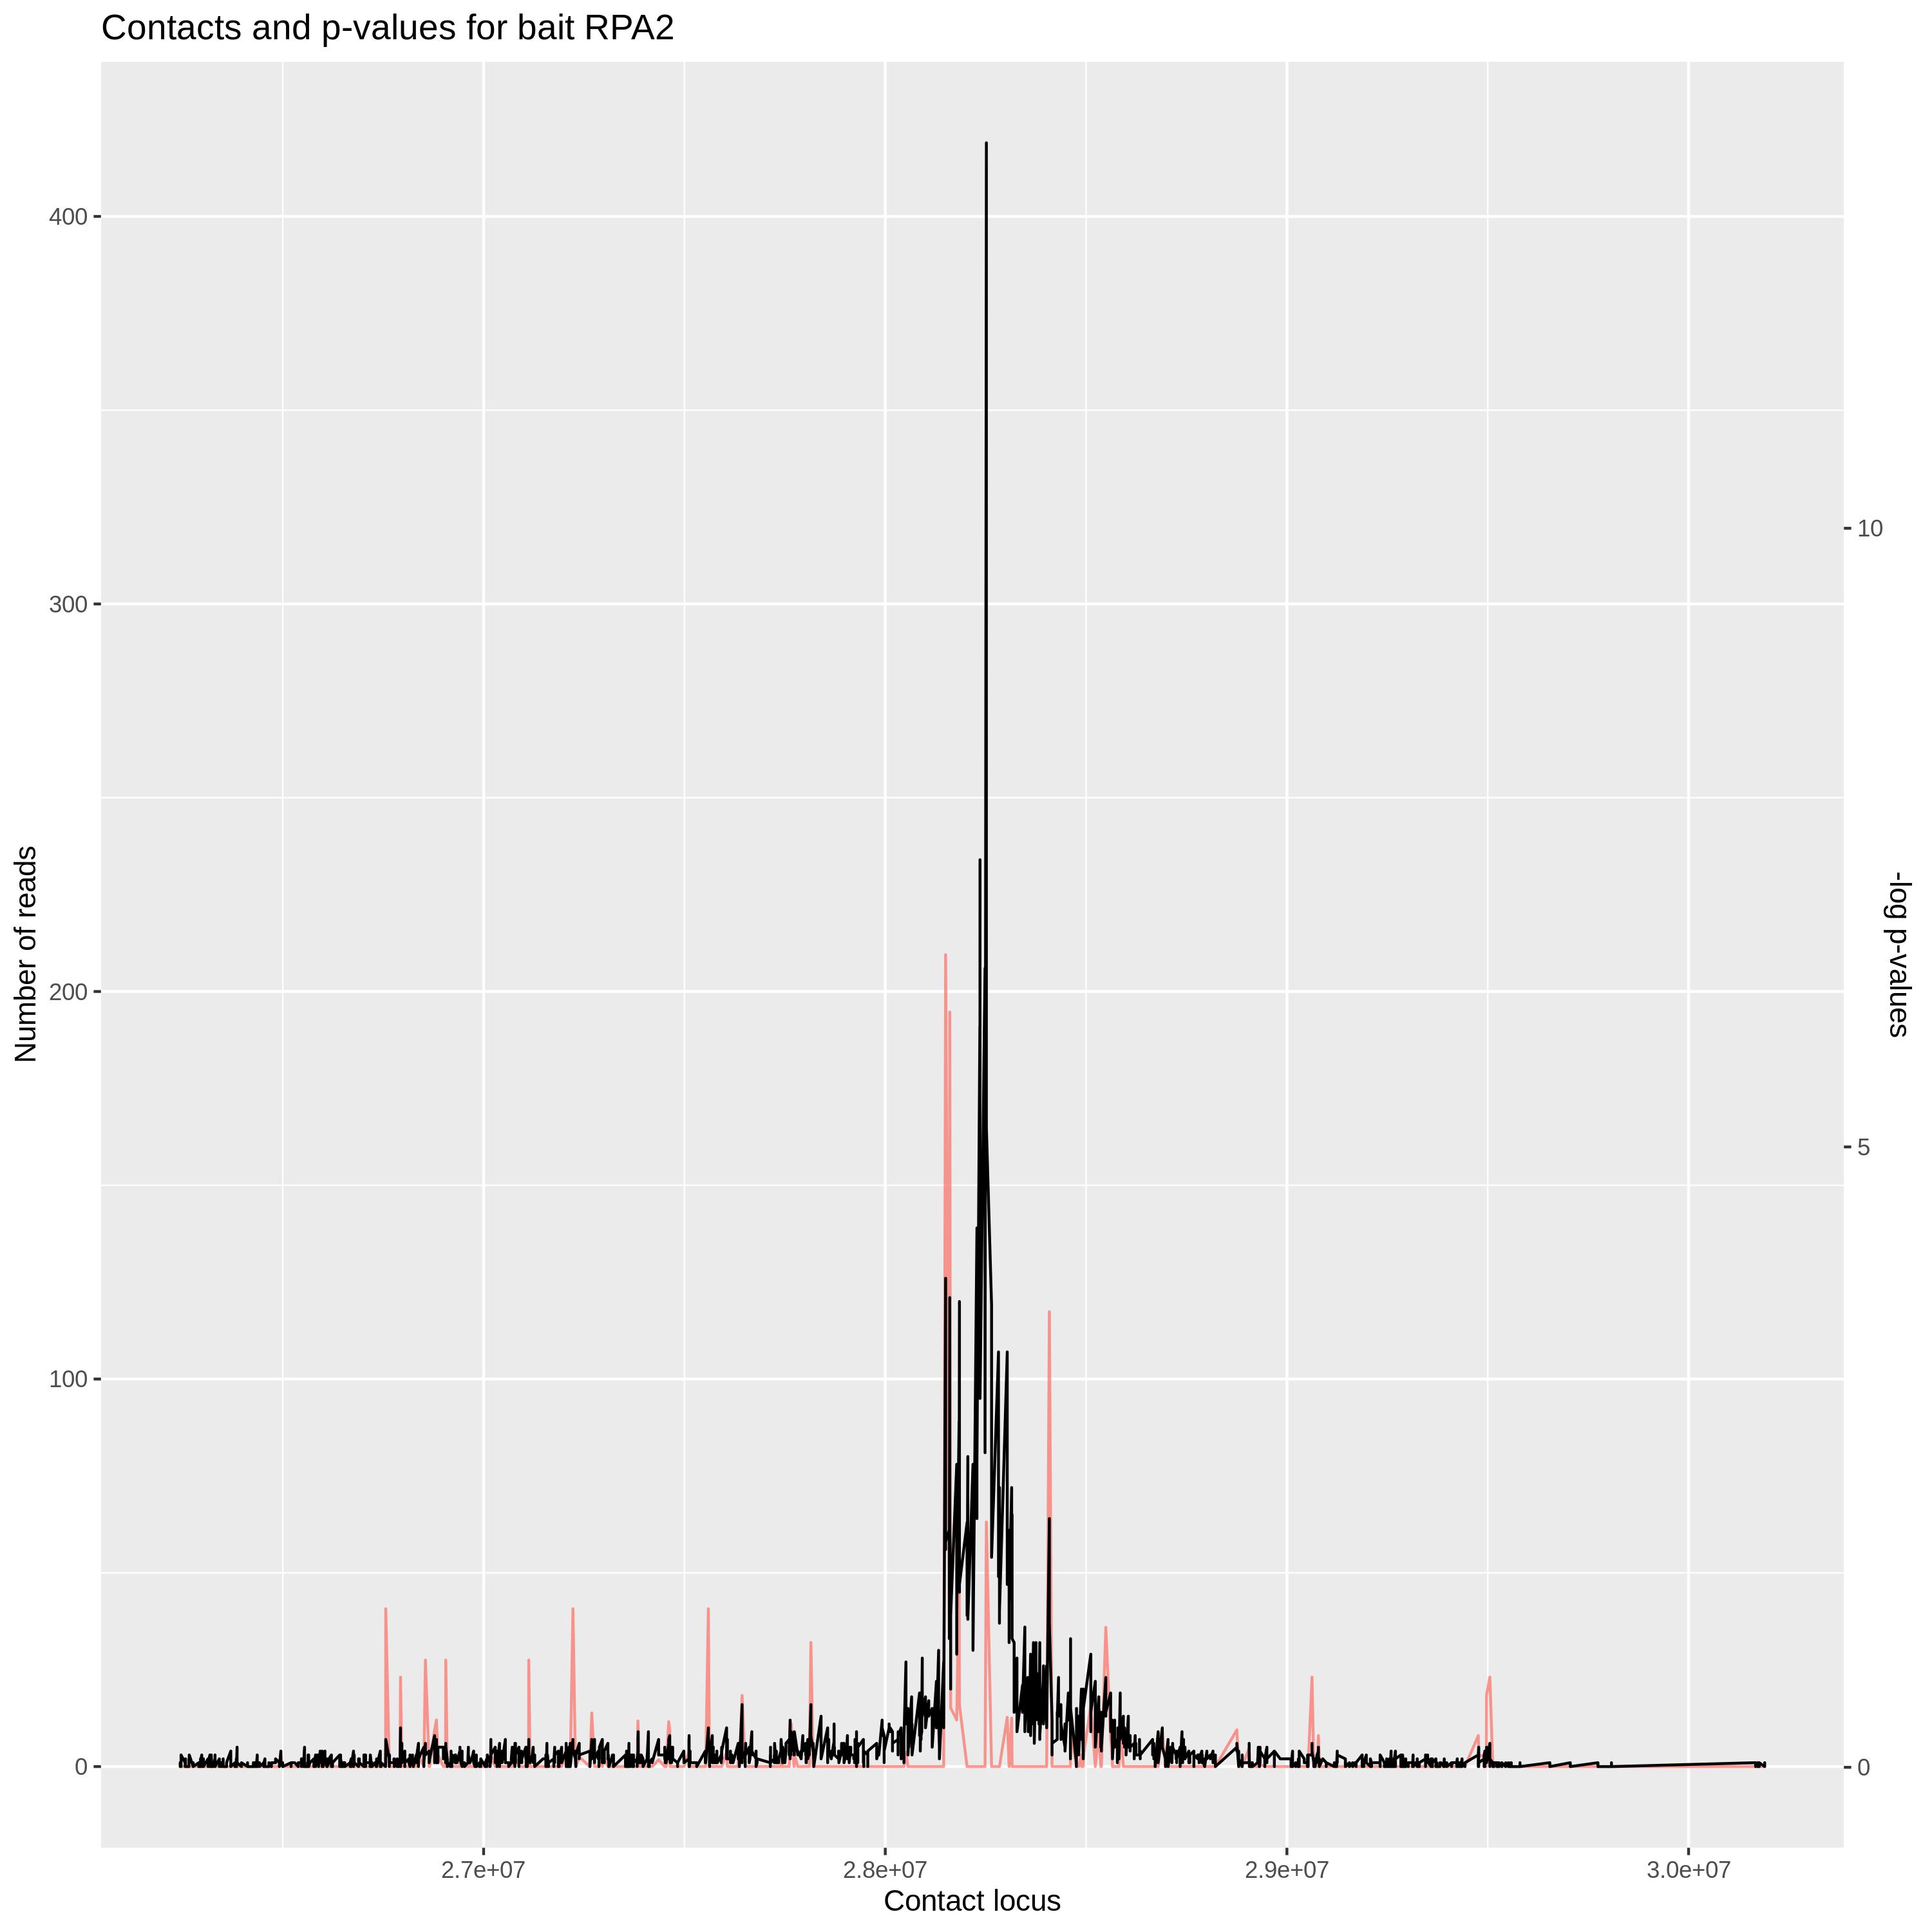 Contacts and p-values for bait RPA2
400
300
200
100
0
Number of reads
10
5
0
-log p-values
2.7e+07
2.8e+07
2.9e+07
3.0e+07
Contact locus